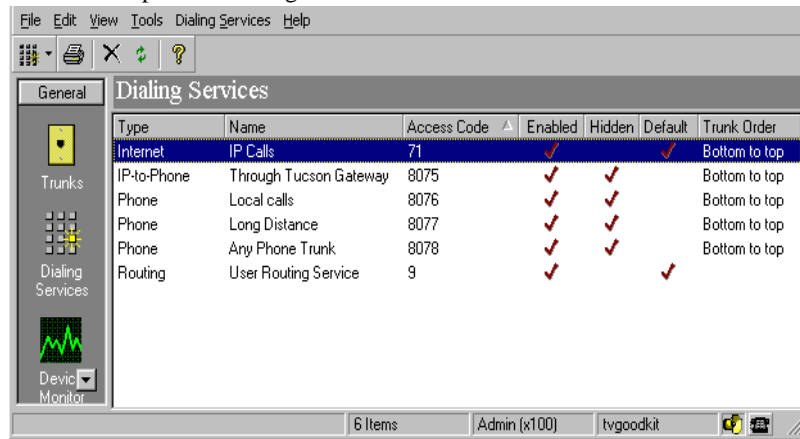 File Edit View Tools Dialing Services Help
General
Dialing Services
Type Name Access Code Enabled Hidden Default Trunk Order
Internet IP Calls 71 Bottom to top
IP-to-Phone Through Tucson Gateway 8075 Bottom to top
Trunks
Phone Local calls 8076 Bottom to top
Phone Long Distance 8077 Bottom to top
Phone Any Phone Trunk 8078 Bottom to top
Routing User Routing Service 9
Dialing
Services
Devic
Monitor
6 Items Admin (x100) tvgoodkit